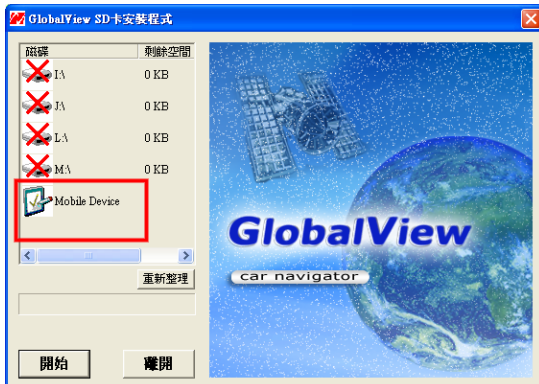 GlobalView SD卡安裝程式
磁碟 剩餘空間
I:\ 0 KB
J:\ 0 KB
L:\ 0 KB
M:\ 0 KB
Mobile Device
重新整理
開始 離開
GlobalView
car navigator